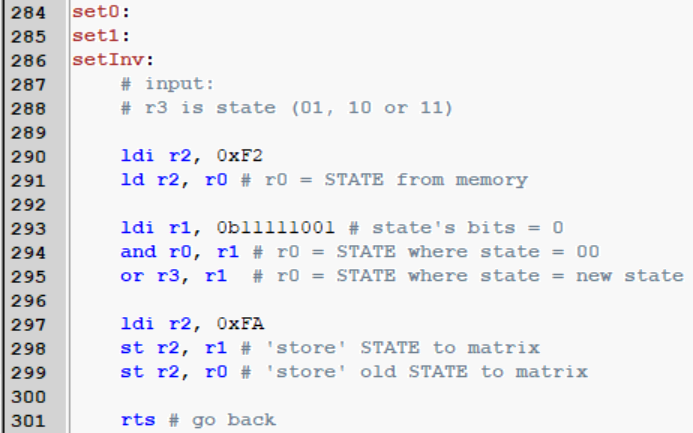 284 set0:
285 set1:
286 setInv:
287     # input:
288     # r3 is state (01, 10 or 11)
289
290     ldi r2, 0xF2
291     ld r2, r0 # r0 = STATE from memory
292
293     ldi r1, 0b11111001 # state's bits = 0
294     and r0, r1 # r0 = STATE where state = 00
295     or r3, r1  # r0 = STATE where state = new state
296
297     ldi r2, 0xFA
298     st r2, r1 # 'store' STATE to matrix
299     st r2, r0 # 'store' old STATE to matrix
300
301     rts # go back